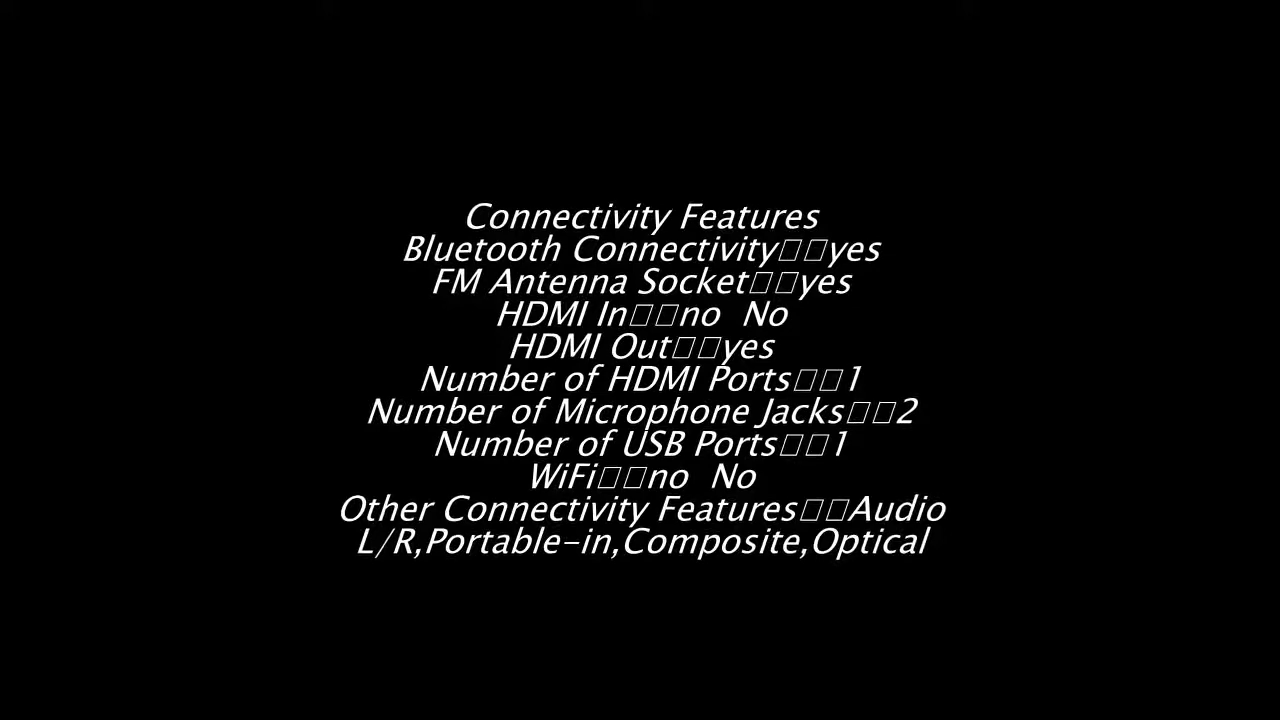 Connectivity Features
Bluetooth Connectivity□□yes
FM Antenna Socket□□yes
HDMI In□□no  No
HDMI Out□□yes
Number of HDMI Ports□□1
Number of Microphone Jacks□□2
Number of USB Ports□□1
WiFi□□no  No
Other Connectivity Features□□Audio
L/R,Portable-in,Composite,Optical